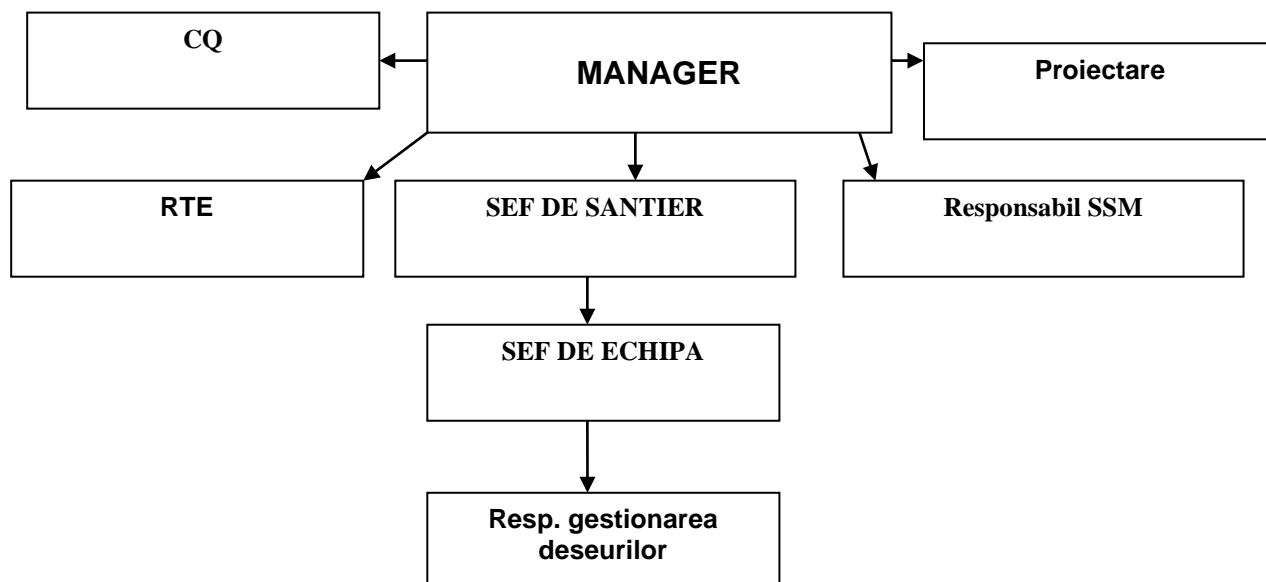 CQ
MANAGER
Proiectare
RTE
SEF DE SANTIER
Responsabil SSM
SEF DE ECHIPA
Resp. gestionarea
deseurilor